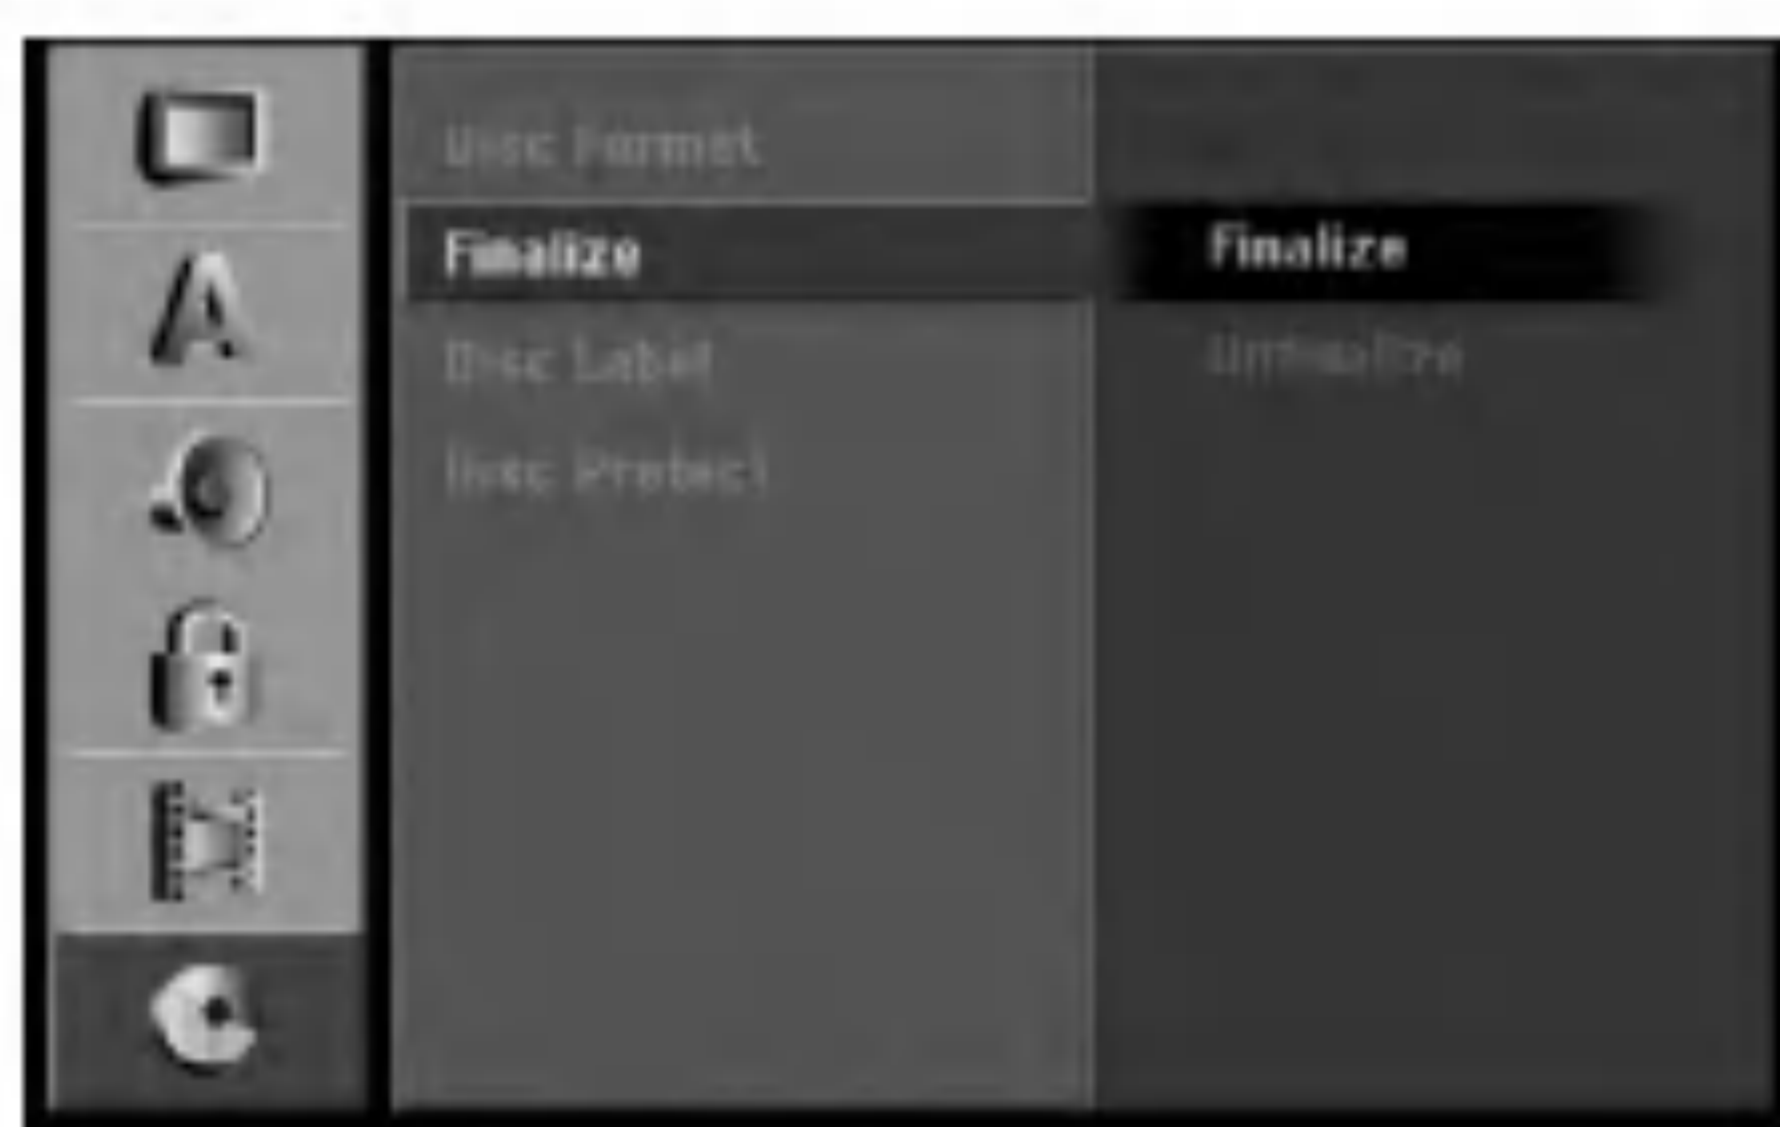 Disc Format
Finalize
Disc Label
Disc Protect
Finalize
Unfinalize